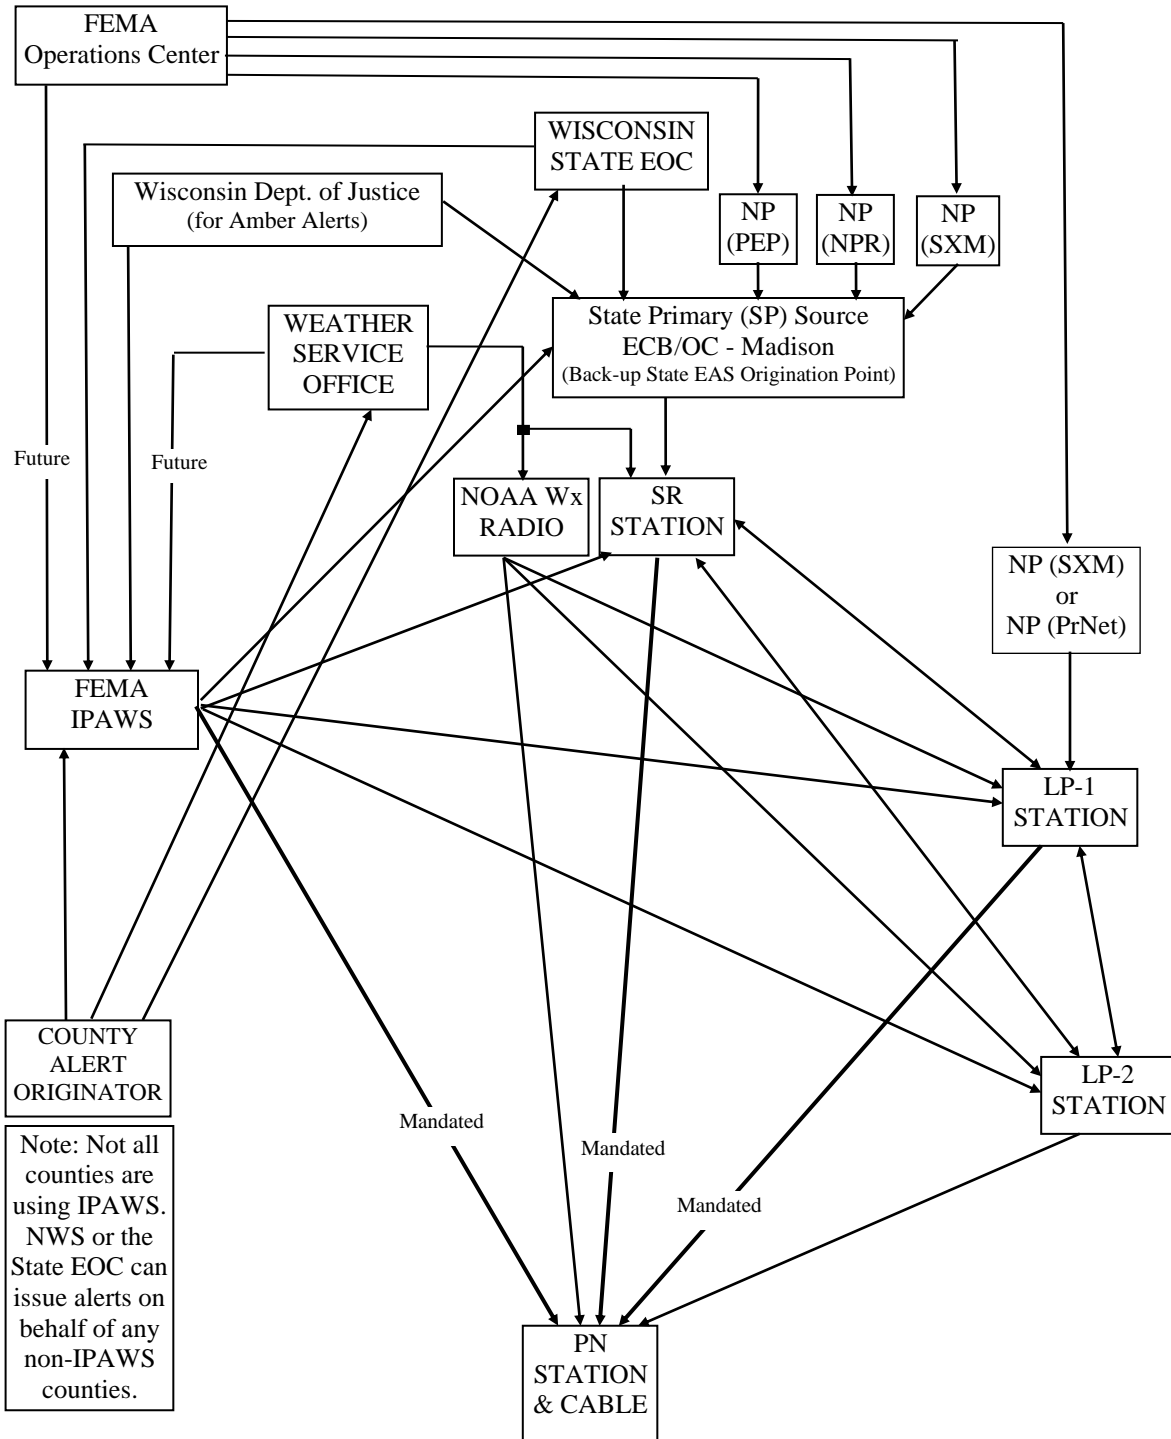 FEMA
Operations Center
WISCONSIN
STATE EOC
Wisconsin Dept. of Justice
(for Amber Alerts)
NP
(PEP)
NP
(NPR)
NP
(SXM)
WEATHER
SERVICE
OFFICE
State Primary (SP) Source
ECB/OC - Madison
(Back-up State EAS Origination Point)
Future
Future
NOAA Wx
RADIO
SR
STATION
NP (SXM)
or
NP (PrNet)
FEMA
IPAWS
LP-1
STATION
COUNTY
ALERT
ORIGINATOR
LP-2
STATION
Mandated
Mandated
Mandated
Note: Not all
counties are
using IPAWS.
NWS or the
State EOC can
issue alerts on
behalf of any
non-IPAWS
counties.
PN
STATION
& CABLE